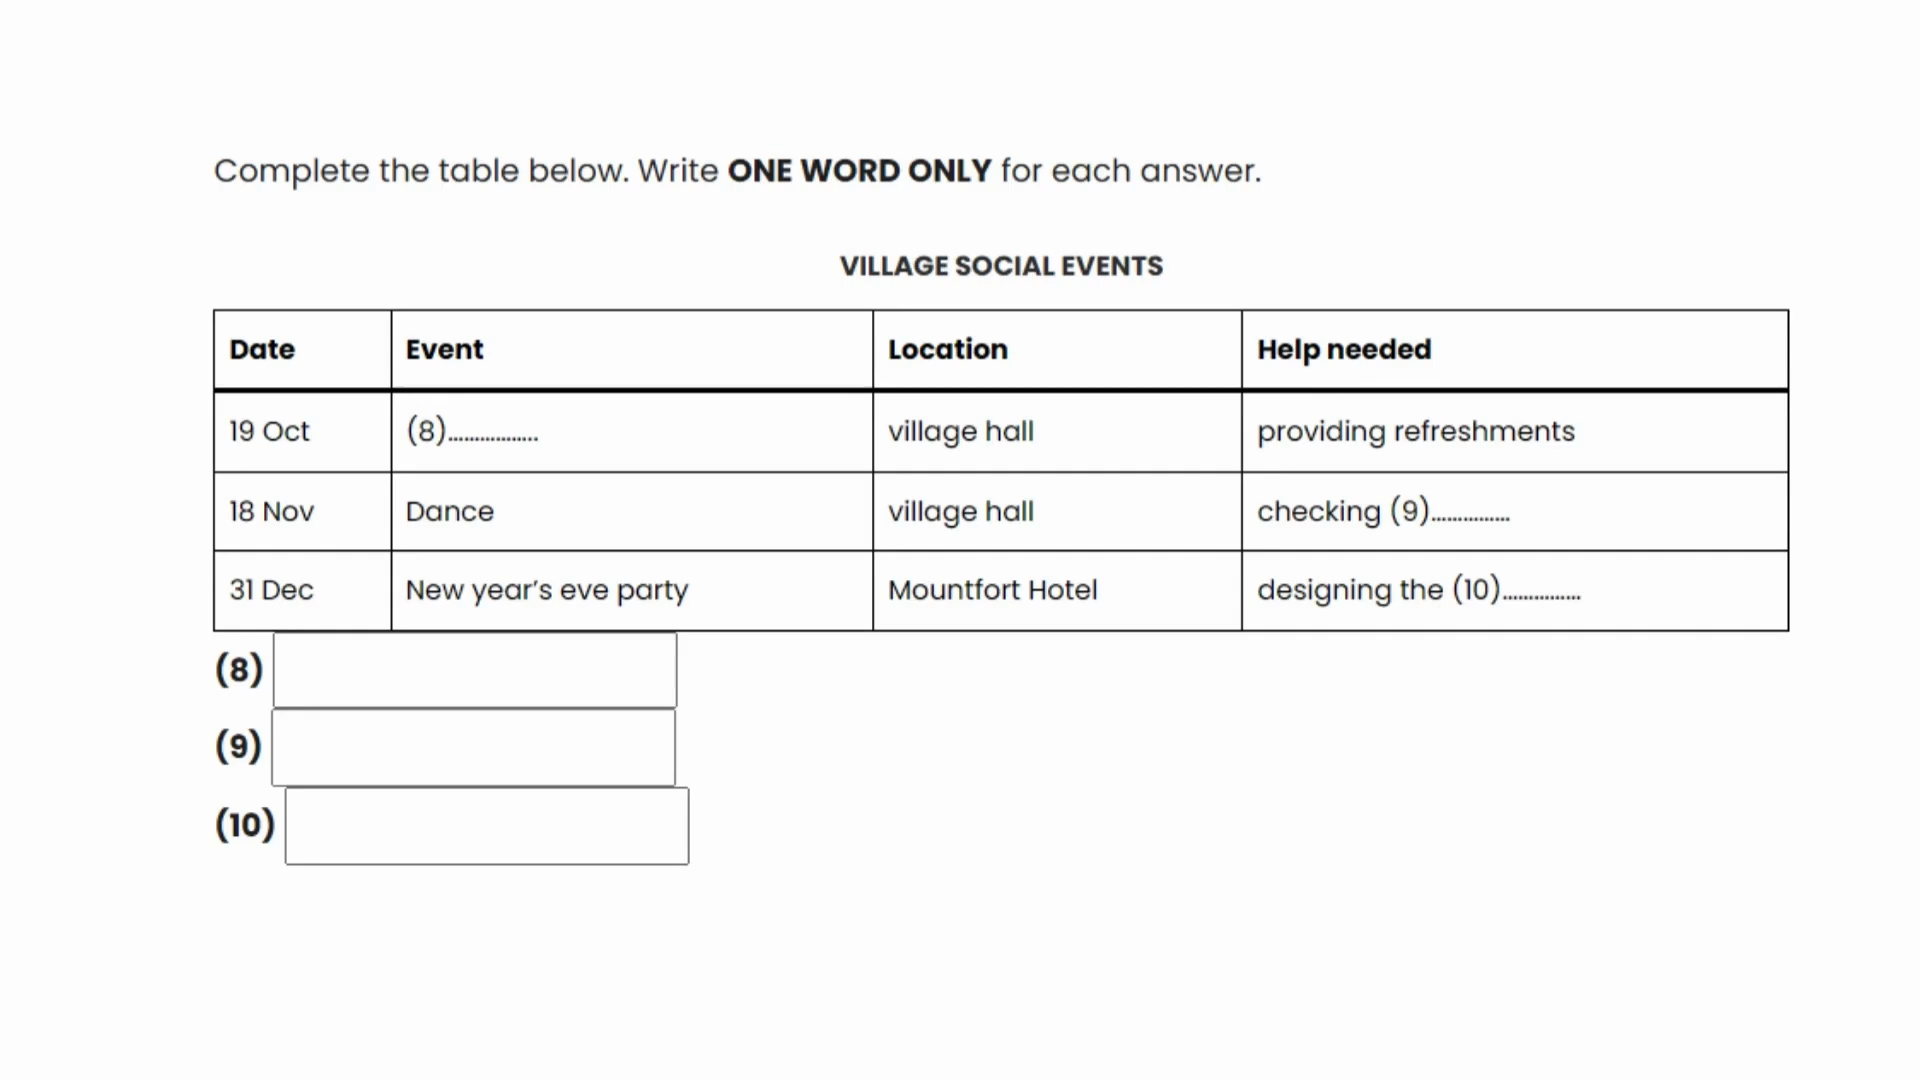 Complete the table below. Write ONE WORD ONLY for each answer.
VILLAGE SOCIAL EVENTS
Date Event Location Help needed
19 Oct (8)................. village hall providing refreshments
18 Nov Dance village hall checking (9)...............
31 Dec New year’s eve party Mountfort Hotel designing the (10)...............
(8)
(9)
(10)